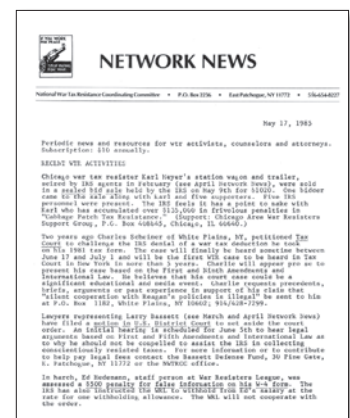 IF YOU WORK
FOR PEACE
NETWORK NEWS
National War Tax Resistance Coordinating Committee • P.O. Box 2236 • East Patchogue, NY 11772 • 516-654-8227
May 17, 1985
Periodic news and resources for wtr activists, counselors and attorneys.
Subscription: $10 annually.
RECENT WTR ACTIVITIES
Chicago war tax resister Karl Meyer's station wagon and trailer,
seized by IRS agents in February (see April Network News), were sold
in a sealed bid sale held by the IRS on May 9th for $1020. One bidder
came to the sale along with Karl and five supporters. Five IRS
personnel were present. The IRS feels it has a point to make with
Karl who has accumulated over $135,000 in frivolous penalties in
"Cabbage Patch Tax Resistance." (Support: Chicago Area War Resisters
Support Group, P.O. Box Chicago, IL 60640.)
Two years ago Charles Scheiner of White Plains, NY, petitioned Tax
Court to challenge the IRS denial of a war tax deduction he took
on his 1981 tax form. The case will finally be heard sometime between
June 17 and July 1 and will be the first WTR case to be heard in Tax
Court in New York in more than 5 years. Charlie will appear pro se to
present his case based on the First and Ninth Amendments and
International Law. He believes that his court case could be a
significant educational and media event. Charlie requests precedents,
briefs, arguments or past experience in support of his claim that
"silent cooperation with Reagan's policies is illegal" be sent to him
at P.O. Box 1182, White Plains, NY, 10602; 914/428-7299.
Lawyers representing Larry Bassett (see March and April Network News)
have filed a motion in U.S. District Court to set aside the court
order. An initial hearing is scheduled for June 5th to hear legal
arguments based on First and Fifth Amendments and International Law as
to why he should not be compelled to assist the IRS in collecting
conscientiously resisted taxes. For more information or to contribute
to help pay legal fees contact the Bassett Defense Fund, 30 Pine Gate,
E. Patchogue, NY 11772 or the NWTRCC office.
In March, Ed Hedemann, staff person at War Resisters League, was
assessed a $500 penalty for false information on his W-4 form. The
IRS has also instructed the WRL to withhold from Ed's salary at the
rate for one withholding allowance. The WRL will not cooperate with
the order.